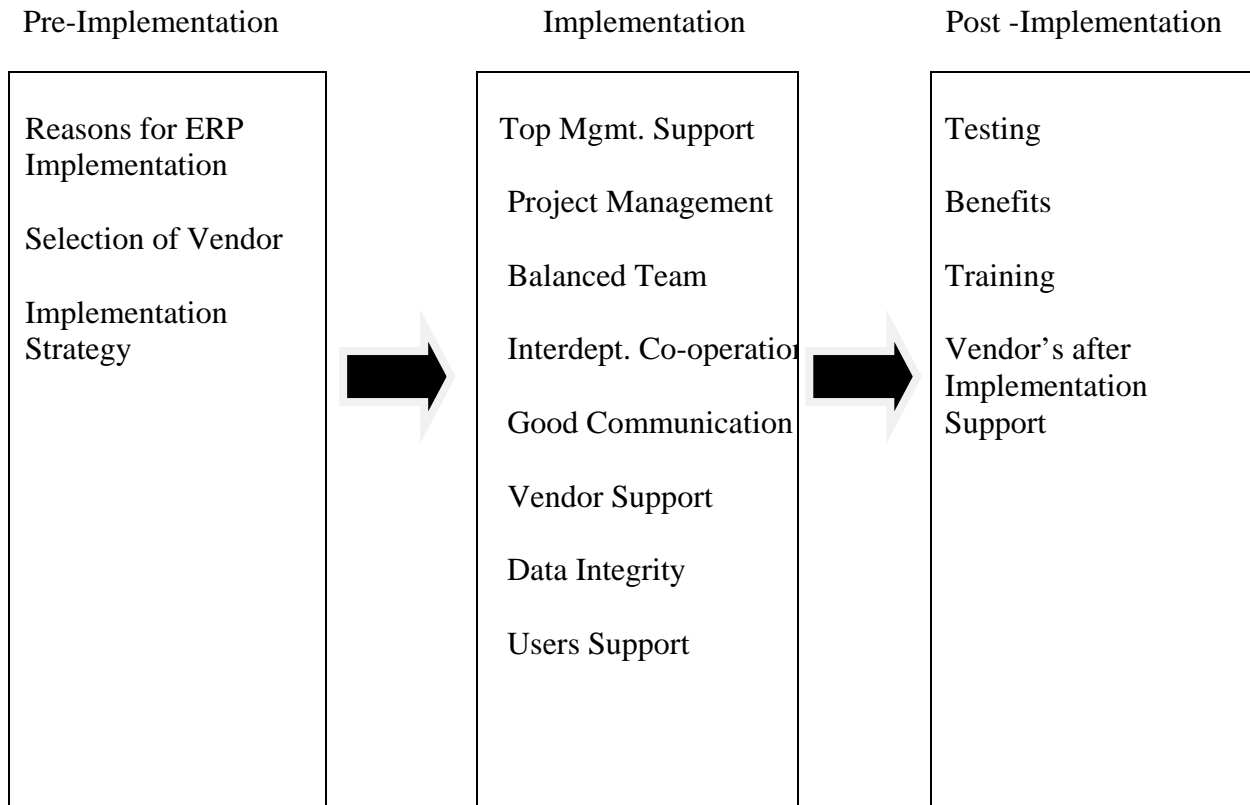 Pre-Implementation
Implementation
Post -Implementation
Reasons for ERP
Implementation
Selection of Vendor
Implementation
Strategy
Top Mgmt. Support
Project Management
Balanced Team
Interdept. Co-operation
Good Communication
Vendor Support
Data Integrity
Users Support
Testing
Benefits
Training
Vendor’s after
Implementation
Support